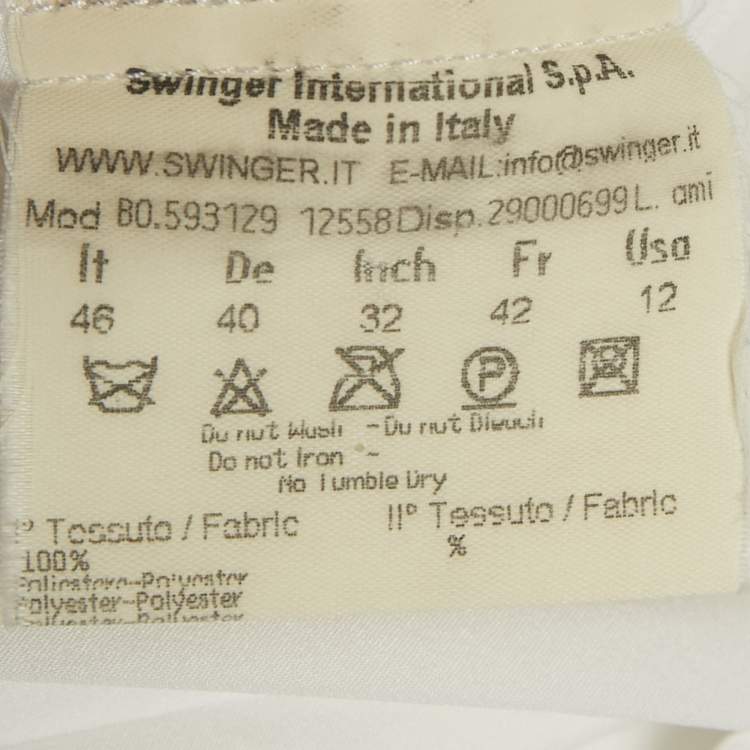 Swinger International S.p.A.
Made in Italy
WWW.SWINGER.IT E-MAIL:info@swinger.it
Mod B0.593129 12558 Disp.29000699 L. ami
It De Inch Fr Usa
46 40 32 42 12
P
Do not Wash ~Do not Bleach
Do not Iron ~
No Tumble Dry
I° Tessuto / Fabric II° Tessuto / Fabric
100% %
Poliestere-Polyester
Polyester-Polyester
Polyester-Polyester